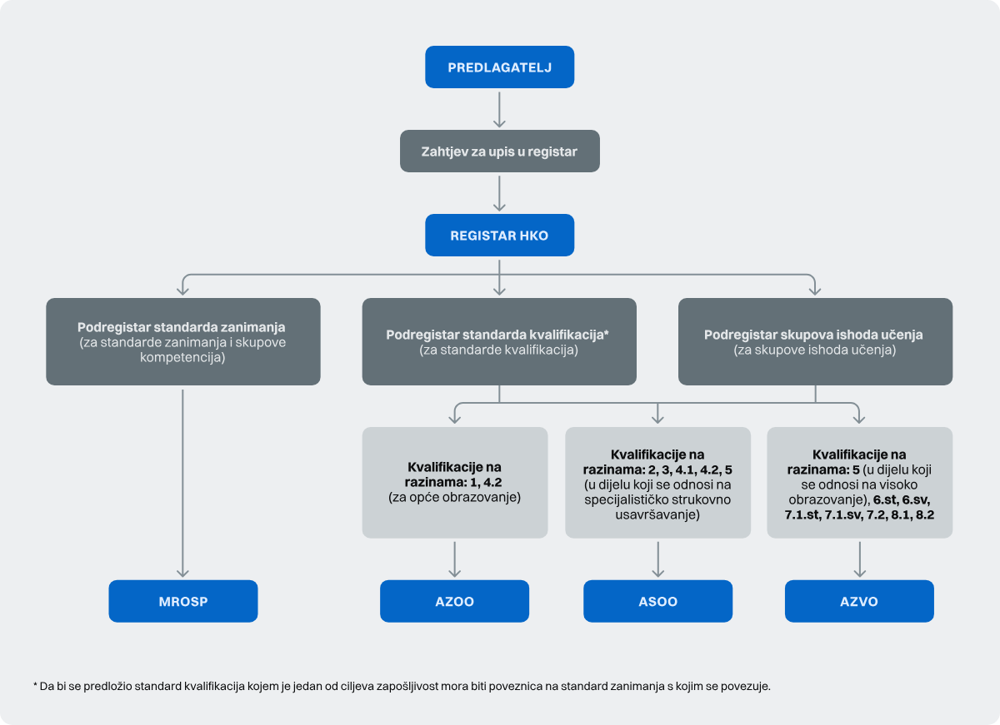 PREDLAGATELJ
Zahtjev za upis u registar
REGISTAR HKO
Podregistar standarda zanimanja
(za standarde zanimanja i skupove
kompetencija)
Podregistar standarda kvalifikacija*
(za standarde kvalifikacija)
Podregistar skupova ishoda učenja
(za skupove ishoda učenja)
Kvalifikacije na
razinama: 1, 4.2
(za opće obrazovanje)
Kvalifikacije na
razinama: 2, 3, 4.1, 4.2, 5
(u dijelu koji se odnosi na
specijalističko strukovno
usavršavanje)
Kvalifikacije na
razinama: 5 (u dijelu koji
se odnosi na visoko
obrazovanje), 6.st, 6.sv,
7.1.st, 7.1.sv, 7.2, 8.1, 8.2
MROSP
AZOO
ASOO
AZVO
* Da bi se predložio standard kvalifikacija kojem je jedan od ciljeva zapošljivost mora biti poveznica na standard zanimanja s kojim se povezuje.